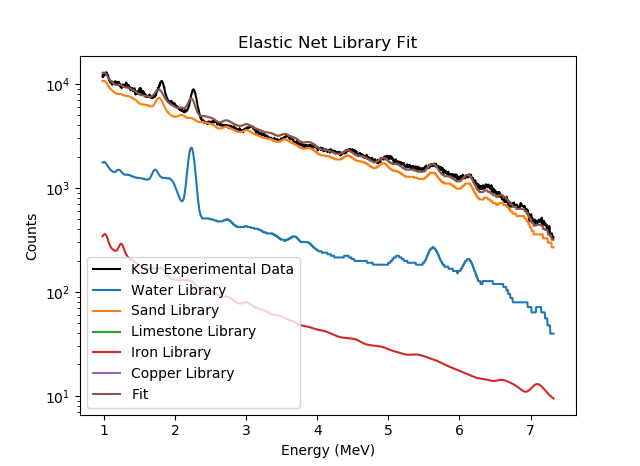 Elastic Net Library Fit
Counts
10^4
10^3
10^2
10^1
KSU Experimental Data
Water Library
Sand Library
Limestone Library
Iron Library
Copper Library
Fit
1 2 3 4 5 6 7
Energy (MeV)